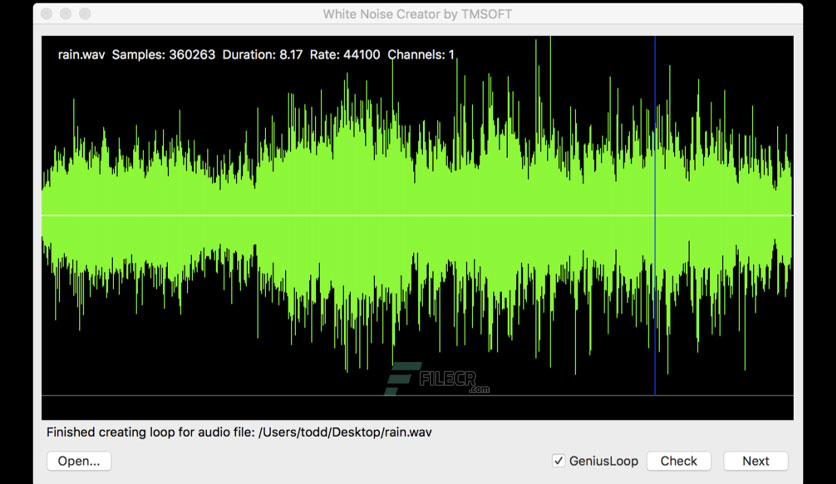 White Noise Creator by TMSOFT
rain.wav Samples: 360263 Duration: 8.17 Rate: 44100 Channels: 1
FILECR
.com
Finished creating loop for audio file: /Users/todd/Desktop/rain.wav
Open... GeniusLoop Check Next